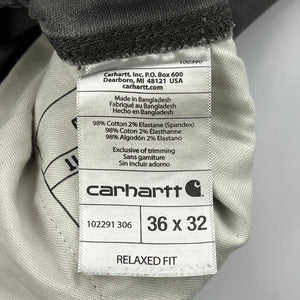 100390
Carhartt, Inc. P.O. Box 600
Dearborn, MI 48121 USA
carhartt.com
Made in Bangladesh
Fabriqué au Bangladesh
Hecho en Bangladesh
98% Cotton 2% Elastane (Spandex)
98% Coton 2% Élasthanne
98% Algodón 2% Elastano
Exclusive of trimming
Sans garniture
Sin incluir adorno
carhartt
102291 306
36 x 32
RELAXED FIT